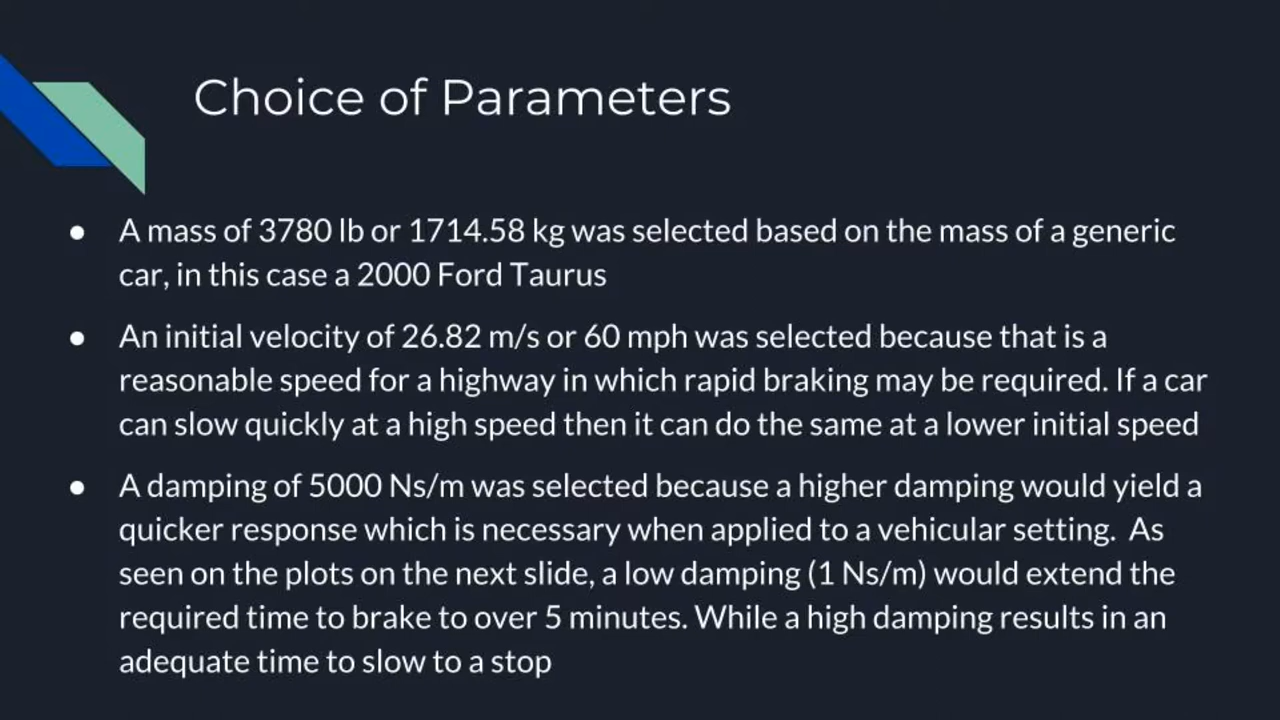 Choice of Parameters
● A mass of 3780 lb or 1714.58 kg was selected based on the mass of a generic
car, in this case a 2000 Ford Taurus
● An initial velocity of 26.82 m/s or 60 mph was selected because that is a
reasonable speed for a highway in which rapid braking may be required. If a car
can slow quickly at a high speed then it can do the same at a lower initial speed
● A damping of 5000 Ns/m was selected because a higher damping would yield a
quicker response which is necessary when applied to a vehicular setting.  As
seen on the plots on the next slide, a low damping (1 Ns/m) would extend the
required time to brake to over 5 minutes. While a high damping results in an
adequate time to slow to a stop